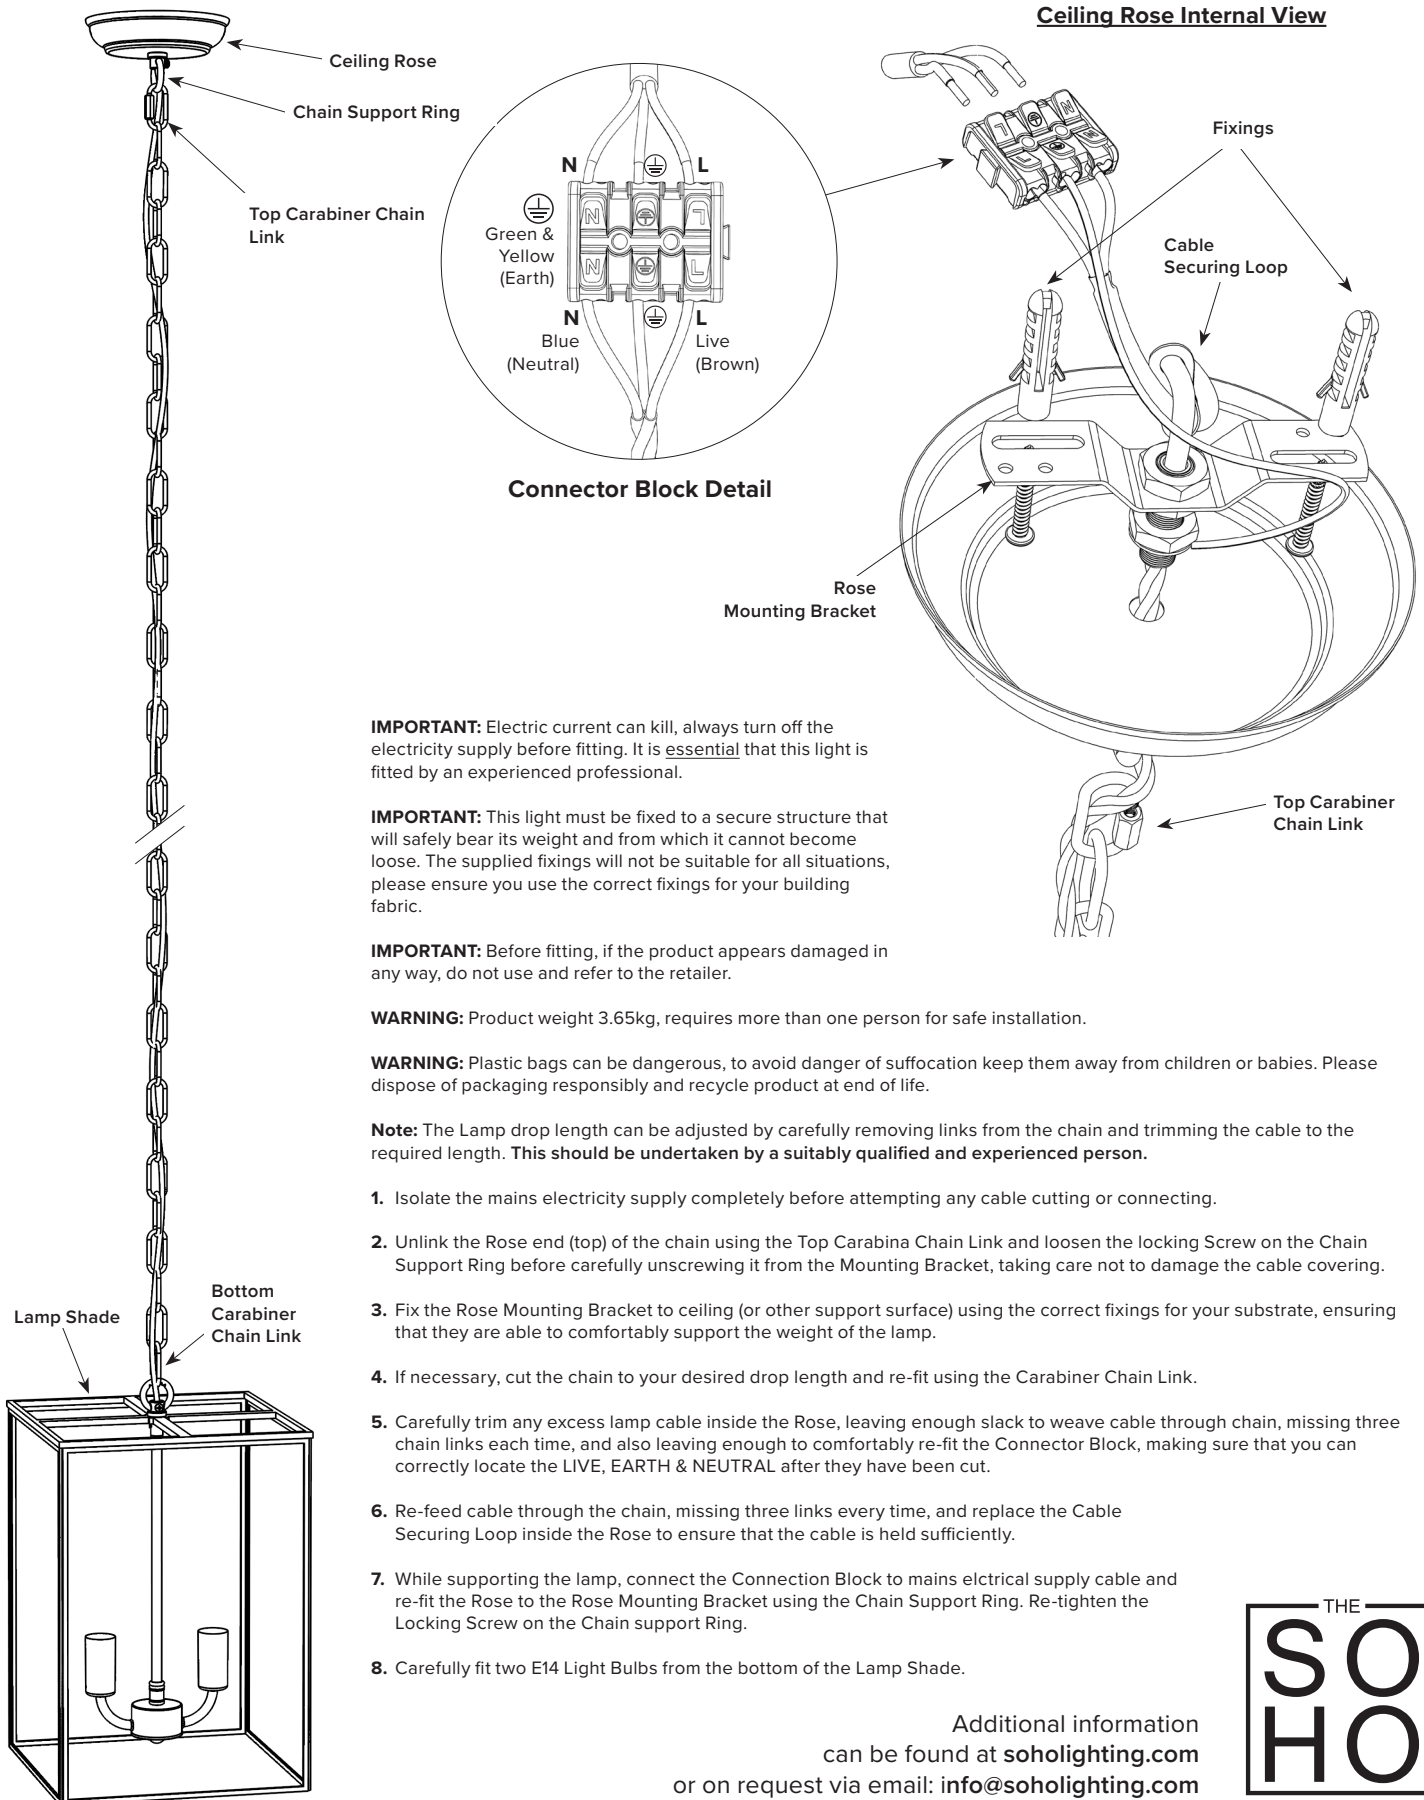 Ceiling Rose Internal View
Ceiling Rose
Chain Support Ring
Top Carabiner Chain
Link
Fixings
Cable
Securing Loop
N
L
Green &
Yellow
(Earth)
N L
N L
N L
Blue
(Neutral)
Live
(Brown)
L N
L N
Connector Block Detail
Rose
Mounting Bracket
Top Carabiner
Chain Link
IMPORTANT: Electric current can kill, always turn off the
electricity supply before fitting. It is essential that this light is
fitted by an experienced professional.
IMPORTANT: This light must be fixed to a secure structure that
will safely bear its weight and from which it cannot become
loose. The supplied fixings will not be suitable for all situations,
please ensure you use the correct fixings for your building
fabric.
IMPORTANT: Before fitting, if the product appears damaged in
any way, do not use and refer to the retailer.
WARNING: Product weight 3.65kg, requires more than one person for safe installation.
WARNING: Plastic bags can be dangerous, to avoid danger of suffocation keep them away from children or babies. Please
dispose of packaging responsibly and recycle product at end of life.
Note: The Lamp drop length can be adjusted by carefully removing links from the chain and trimming the cable to the
required length. This should be undertaken by a suitably qualified and experienced person.
1. Isolate the mains electricity supply completely before attempting any cable cutting or connecting.
2. Unlink the Rose end (top) of the chain using the Top Carabina Chain Link and loosen the locking Screw on the Chain
Support Ring before carefully unscrewing it from the Mounting Bracket, taking care not to damage the cable covering.
3. Fix the Rose Mounting Bracket to ceiling (or other support surface) using the correct fixings for your substrate, ensuring
that they are able to comfortably support the weight of the lamp.
4. If necessary, cut the chain to your desired drop length and re-fit using the Carabiner Chain Link.
5. Carefully trim any excess lamp cable inside the Rose, leaving enough slack to weave cable through chain, missing three
chain links each time, and also leaving enough to comfortably re-fit the Connector Block, making sure that you can
correctly locate the LIVE, EARTH & NEUTRAL after they have been cut.
6. Re-feed cable through the chain, missing three links every time, and replace the Cable
Securing Loop inside the Rose to ensure that the cable is held sufficiently.
7. While supporting the lamp, connect the Connection Block to mains elctrical supply cable and
re-fit the Rose to the Rose Mounting Bracket using the Chain Support Ring. Re-tighten the
Locking Screw on the Chain support Ring.
8. Carefully fit two E14 Light Bulbs from the bottom of the Lamp Shade.
Lamp Shade
Bottom
Carabiner
Chain Link
Additional information
can be found at soholighting.com
or on request via email: info@soholighting.com
THE
SO
HO